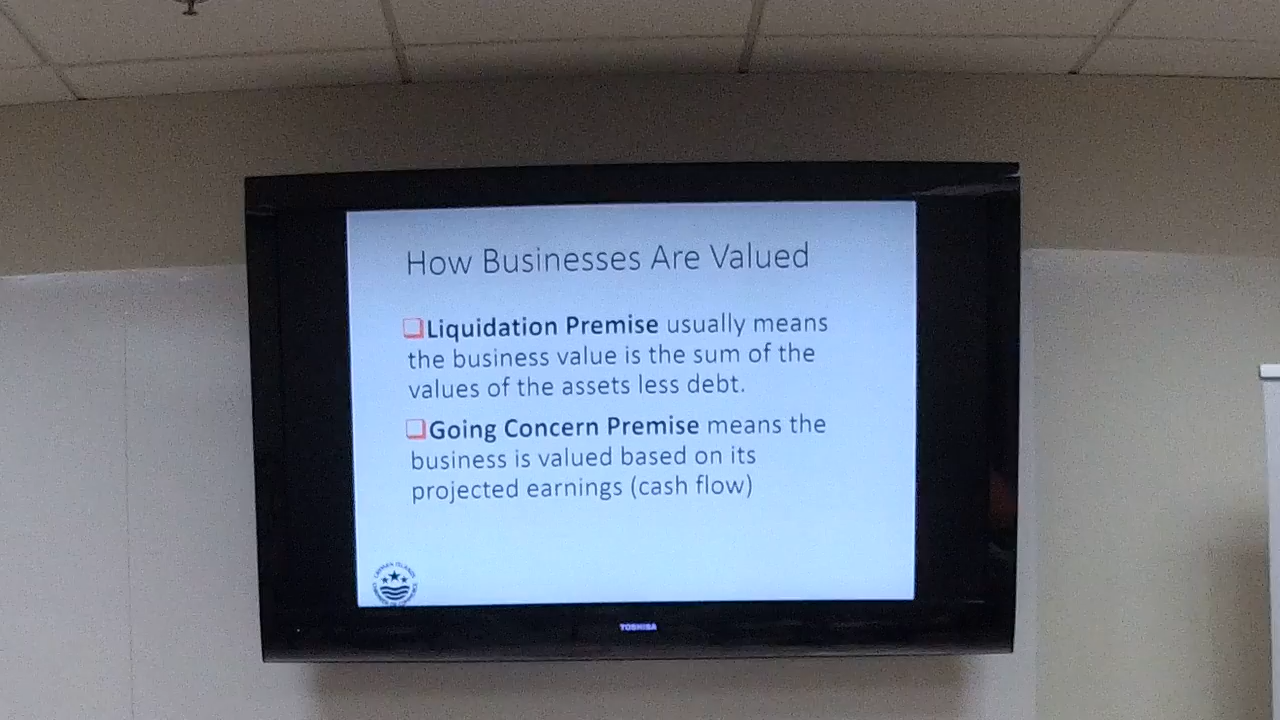 How Businesses Are Valued
Liquidation Premise usually means
the business value is the sum of the
values of the assets less debt.
Going Concern Premise means the
business is valued based on its
projected earnings (cash flow)
CAYMAN ISLANDS
TOSHIBA